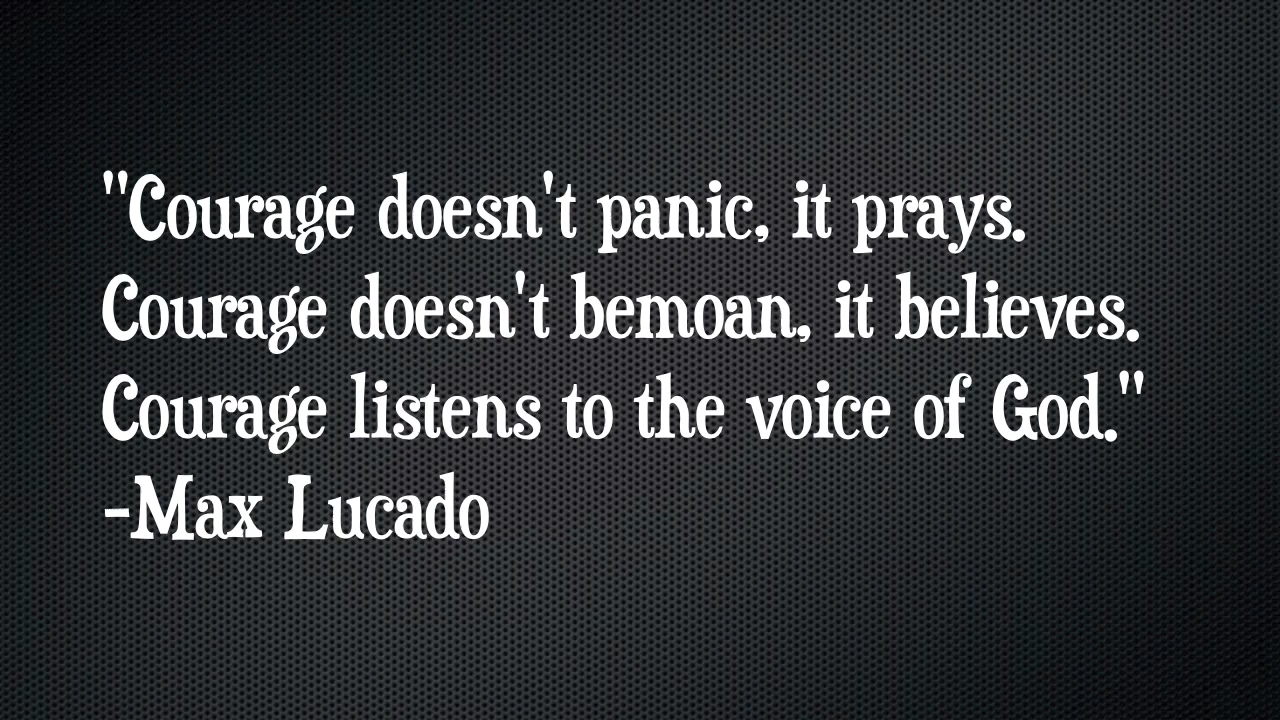 "Courage doesn't panic, it prays.
Courage doesn't bemoan, it believes.
Courage listens to the voice of God."
-Max Lucado